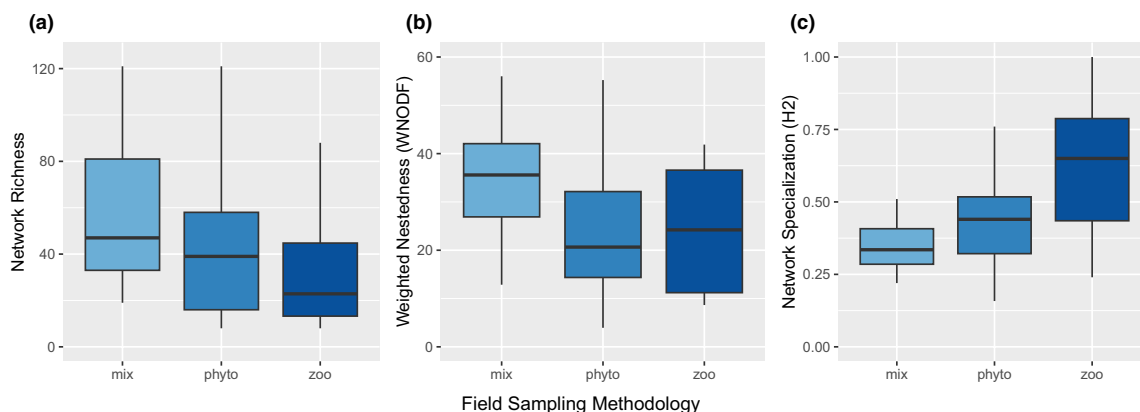 (a)
Network Richness
120
80
40
0
mix phyto zoo
(b)
Weighted Nestedness (WNODF)
60
40
20
0
mix phyto zoo
(c)
Network Specialization (H2)
1.00
0.75
0.50
0.25
0.00
mix phyto zoo
Field Sampling Methodology